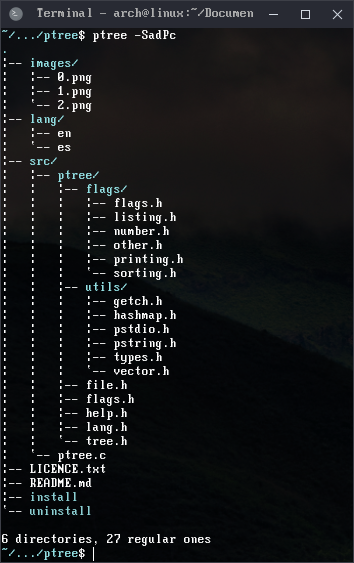 Terminal - arch@linux:~/Documen
~/.../ptree$ ptree -SadPc
.
¦-- images/
¦   ¦-- 0.png
¦   ¦-- 1.png
¦   `-- 2.png
¦-- lang/
¦   ¦-- en
¦   `-- es
¦-- src/
¦   ¦-- ptree/
¦   ¦   ¦-- flags/
¦   ¦   ¦   ¦-- flags.h
¦   ¦   ¦   ¦-- listing.h
¦   ¦   ¦   ¦-- number.h
¦   ¦   ¦   ¦-- other.h
¦   ¦   ¦   ¦-- printing.h
¦   ¦   ¦   `-- sorting.h
¦   ¦   ¦-- utils/
¦   ¦   ¦   ¦-- getch.h
¦   ¦   ¦   ¦-- hashmap.h
¦   ¦   ¦   ¦-- pstdio.h
¦   ¦   ¦   ¦-- pstring.h
¦   ¦   ¦   ¦-- types.h
¦   ¦   ¦   `-- vector.h
¦   ¦   ¦-- file.h
¦   ¦   ¦-- flags.h
¦   ¦   ¦-- help.h
¦   ¦   ¦-- lang.h
¦   ¦   `-- tree.h
¦   `-- ptree.c
¦-- LICENCE.txt
¦-- README.md
¦-- install
`-- uninstall
6 directories, 27 regular ones
~/.../ptree$